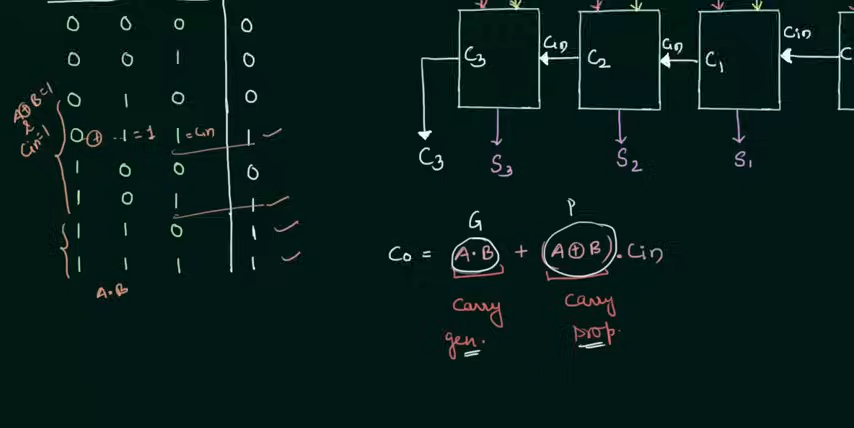 0 0 0 0
0 0 1 0
0 1 0 0
0 ⊕ 1 = 1 1 = Cin 1 ✓
1 0 0 0
1 0 1 1 ✓
1 1 0 1 ✓
1 1 1 1 ✓
A⊕B=1
&
Cin=1
A·B
C3 Cin C2 Cin C1 Cin C
C3 S3 S2 S1
G P
Co = A·B + (A⊕B).Cin
Carry Carry
gen. prop.